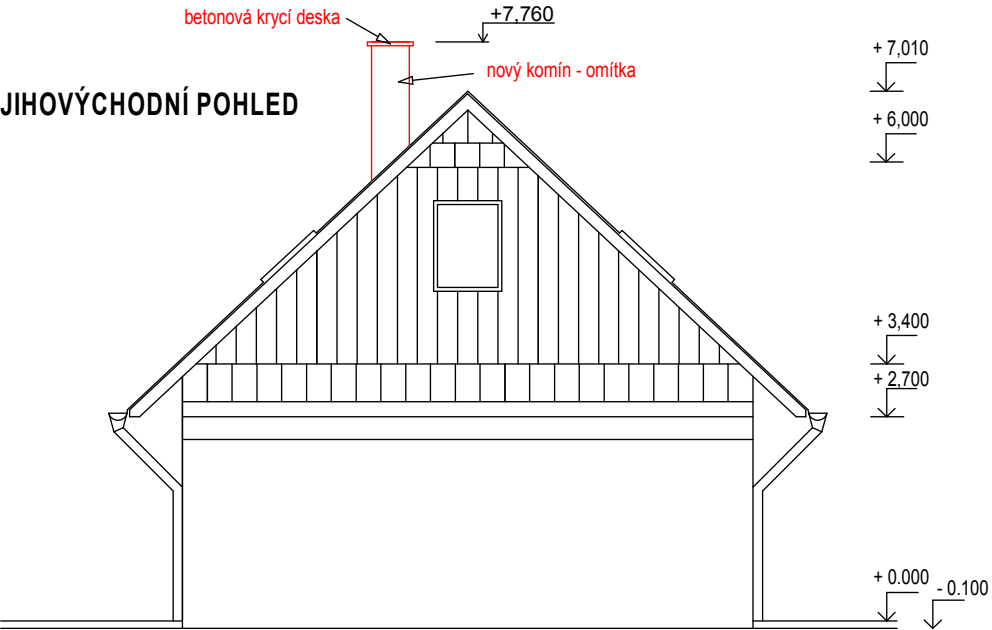 betonová krycí deska
+7,760
nový komín - omítka
JIHOVÝCHODNÍ POHLED
+ 7,010
+ 6,000
+ 3,400
+ 2,700
+ 0.000
- 0.100